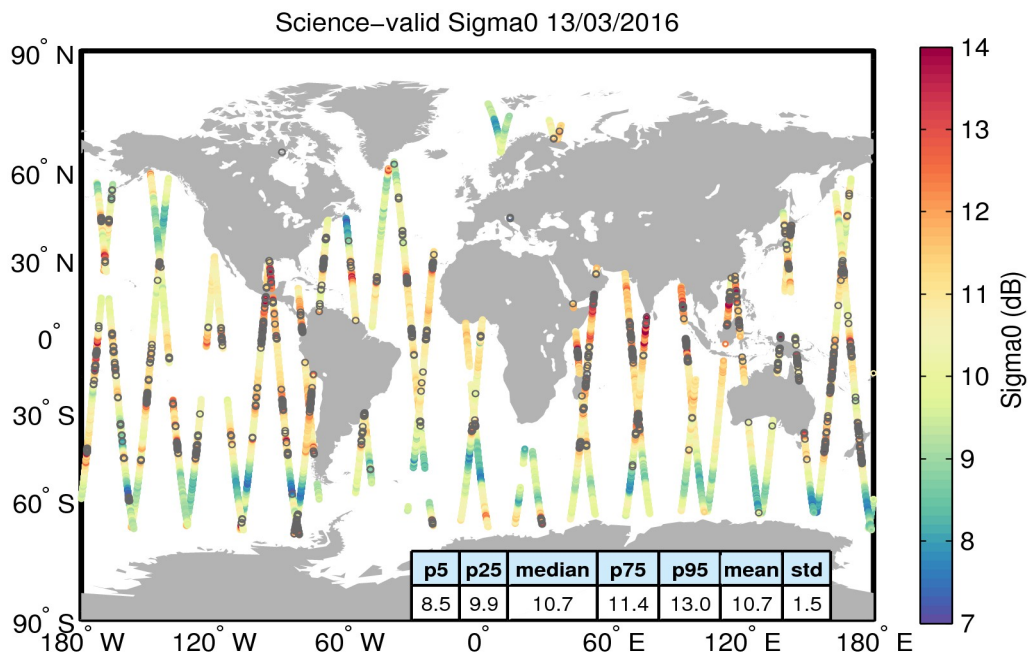 Science−valid Sigma0 13/03/2016
90° N
60° N
30° N
0°
30° S
60° S
90° S
180° W
120° W
60° W
0°
60° E
120° E
180° E
p5 p25 median p75 p95 mean std
8.5 9.9 10.7 11.4 13.0 10.7 1.5
14
13
12
11
10
9
8
7
Sigma0 (dB)